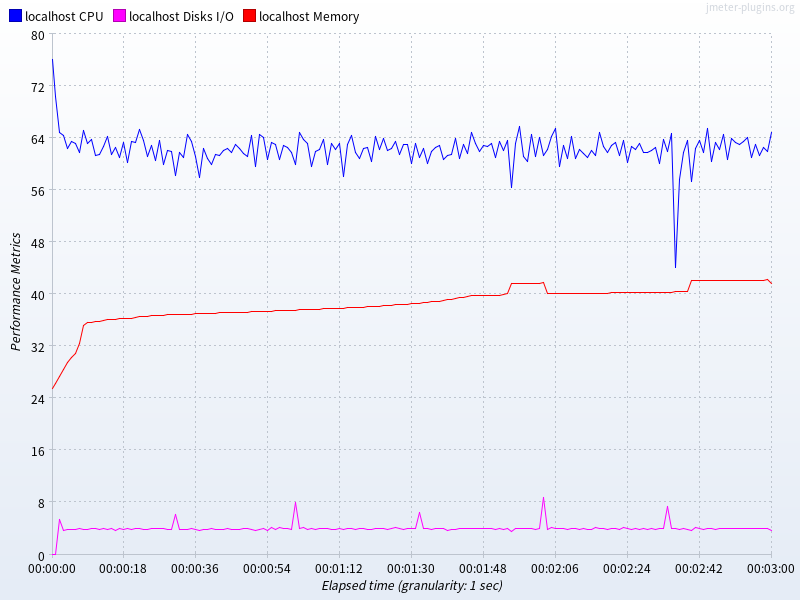 jmeter-plugins.org
localhost CPU localhost Disks I/O localhost Memory
80
72
64
56
48
40
32
24
16
8
0
Performance Metrics
00:00:00 00:00:18 00:00:36 00:00:54 00:01:12 00:01:30 00:01:48 00:02:06 00:02:24 00:02:42 00:03:00
Elapsed time (granularity: 1 sec)